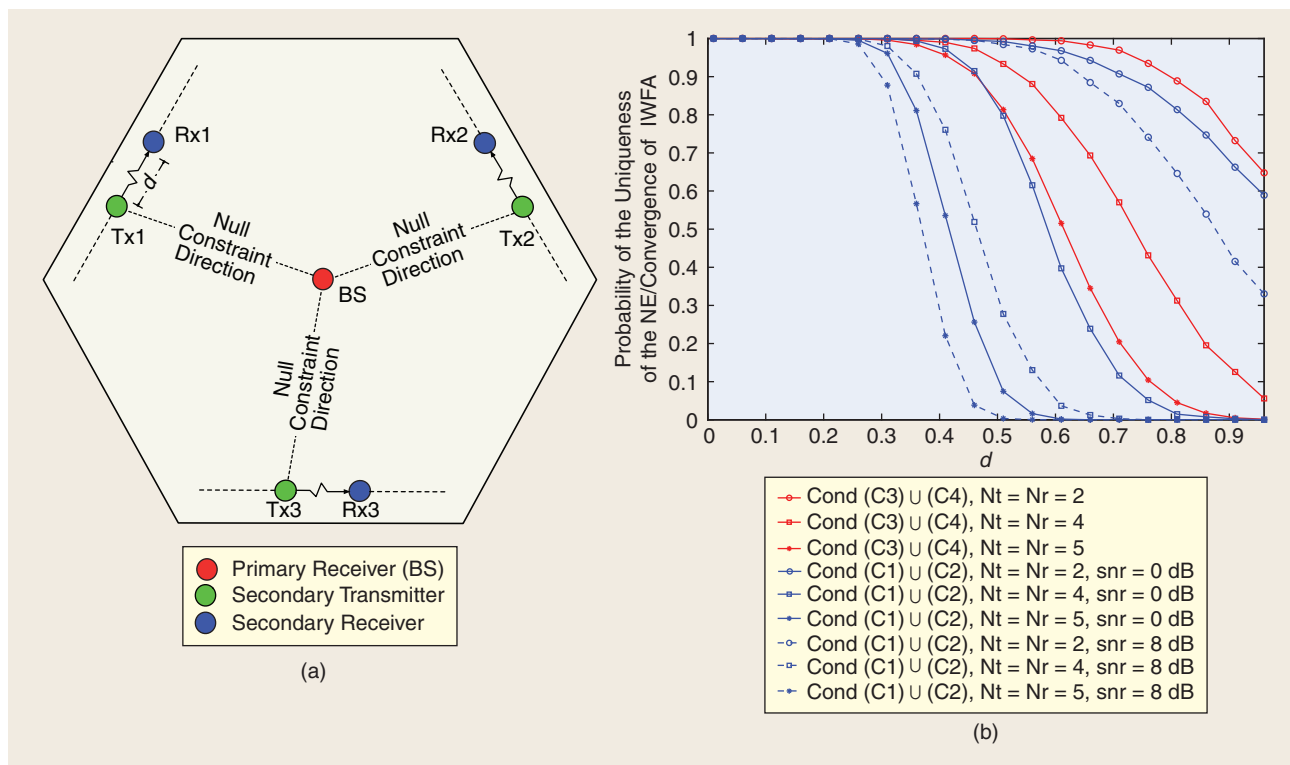 Rx1
d
Tx1
Null
Constraint
Direction
Rx2
Tx2
Null
Constraint
Direction
BS
Null
Constraint
Direction
Tx3
Rx3
Primary Receiver (BS)
Secondary Transmitter
Secondary Receiver
(a)
Probability of the Uniqueness
of the NE/Convergence of IWFA
1
0.9
0.8
0.7
0.6
0.5
0.4
0.3
0.2
0.1
0
0 0.1 0.2 0.3 0.4 0.5 0.6 0.7 0.8 0.9
d
Cond (C3) ∪ (C4), Nt = Nr = 2
Cond (C3) ∪ (C4), Nt = Nr = 4
Cond (C3) ∪ (C4), Nt = Nr = 5
Cond (C1) ∪ (C2), Nt = Nr = 2, snr = 0 dB
Cond (C1) ∪ (C2), Nt = Nr = 4, snr = 0 dB
Cond (C1) ∪ (C2), Nt = Nr = 5, snr = 0 dB
Cond (C1) ∪ (C2), Nt = Nr = 2, snr = 8 dB
Cond (C1) ∪ (C2), Nt = Nr = 4, snr = 8 dB
Cond (C1) ∪ (C2), Nt = Nr = 5, snr = 8 dB
(b)